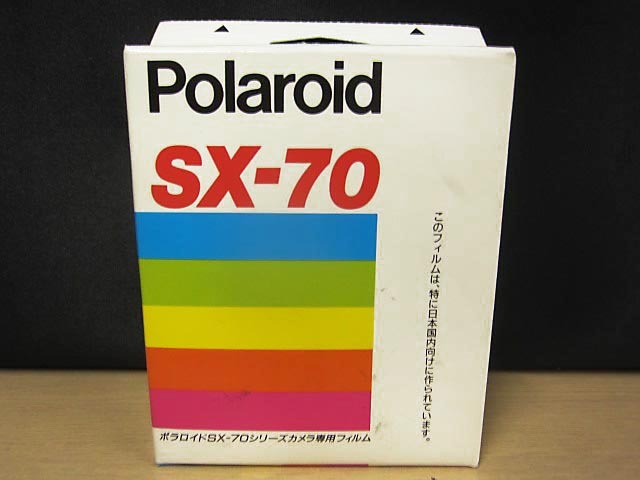 Polaroid
SX-70
このフィルムは、特に日本国内向けに作られています。
ポラロイドSX-70シリーズカメラ専用フィルム